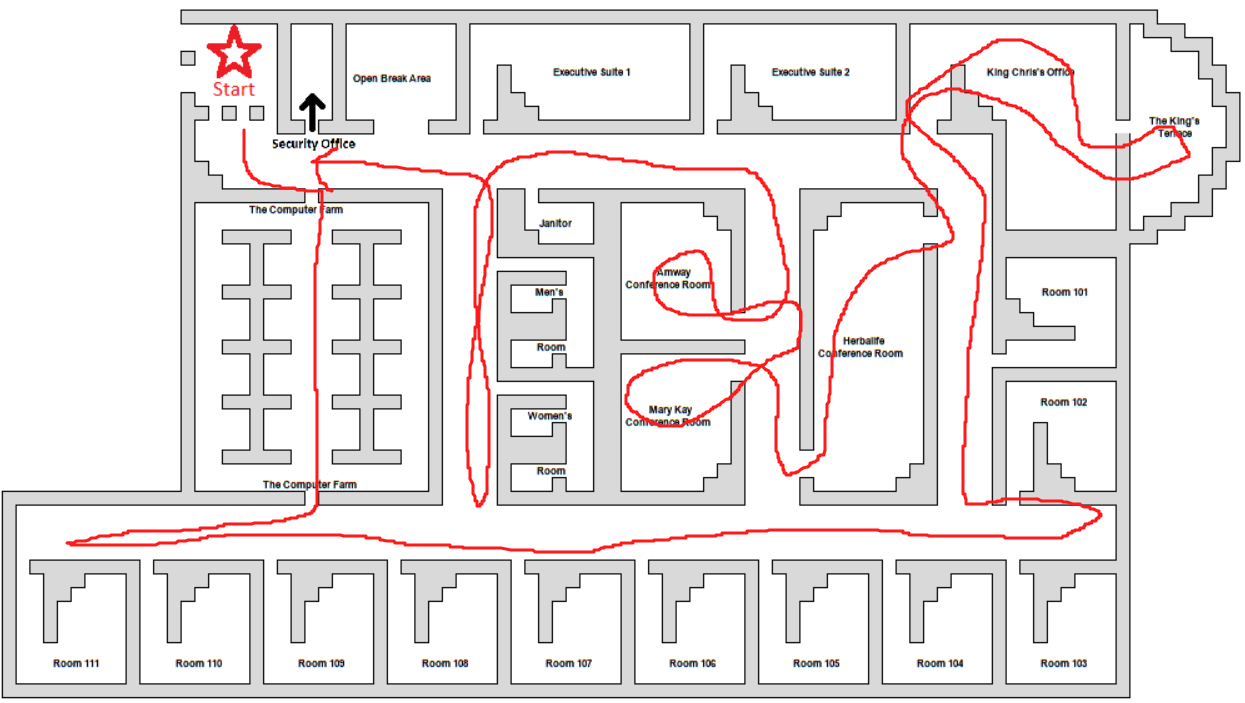 Start
Open Break Area
Executive Suite 1
Executive Suite 2
King Chris's Office
The King's
Terrace
Security Office
The Computer Farm
Janitor
Amway
Conference Room
Men's
Room
Room 101
Herbalife
Conference Room
Mary Kay
Conference Room
Women's
Room
Room 102
The Computer Farm
Room 111
Room 110
Room 109
Room 108
Room 107
Room 106
Room 105
Room 104
Room 103